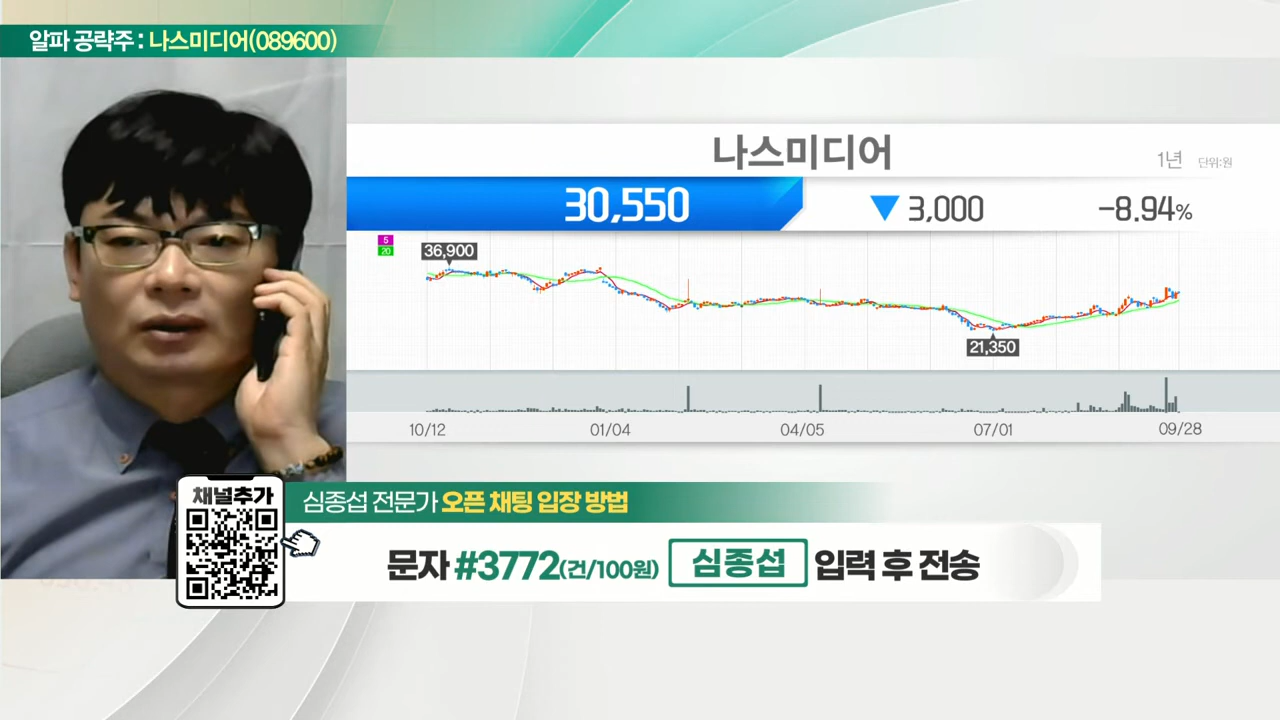 알파 공략주 : 나스미디어(089600)
나스미디어
1년 단위:원
30,550 ▼ 3,000 -8.94%
5
20
36,900
21,350
10/12 01/04 04/05 07/01 09/28
채널추가
심종섭 전문가 오픈 채팅 입장 방법
문자 #3772(건/100원) 심종섭 입력 후 전송